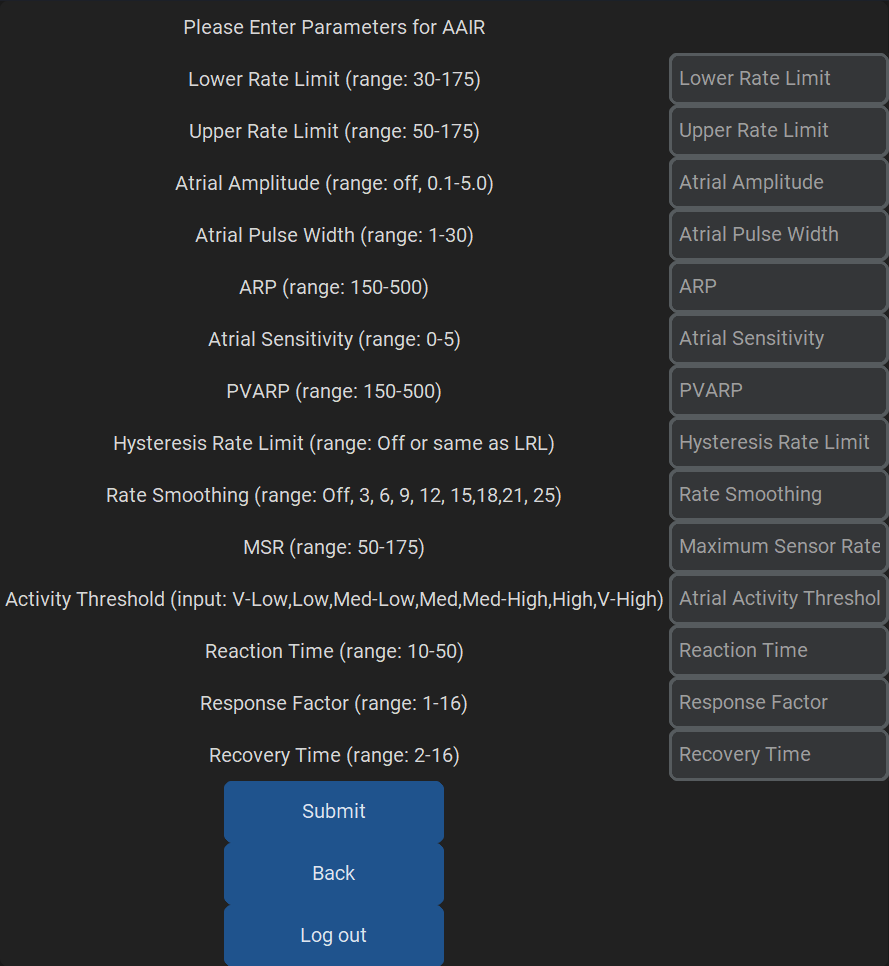 Please Enter Parameters for AAIR
Lower Rate Limit (range: 30-175) Lower Rate Limit
Upper Rate Limit (range: 50-175) Upper Rate Limit
Atrial Amplitude (range: off, 0.1-5.0) Atrial Amplitude
Atrial Pulse Width (range: 1-30) Atrial Pulse Width
ARP (range: 150-500) ARP
Atrial Sensitivity (range: 0-5) Atrial Sensitivity
PVARP (range: 150-500) PVARP
Hysteresis Rate Limit (range: Off or same as LRL) Hysteresis Rate Limit
Rate Smoothing (range: Off, 3, 6, 9, 12, 15,18,21, 25) Rate Smoothing
MSR (range: 50-175) Maximum Sensor Rate
Activity Threshold (input: V-Low,Low,Med-Low,Med,Med-High,High,V-High) Atrial Activity Threshol
Reaction Time (range: 10-50) Reaction Time
Response Factor (range: 1-16) Response Factor
Recovery Time (range: 2-16) Recovery Time
Submit
Back
Log out